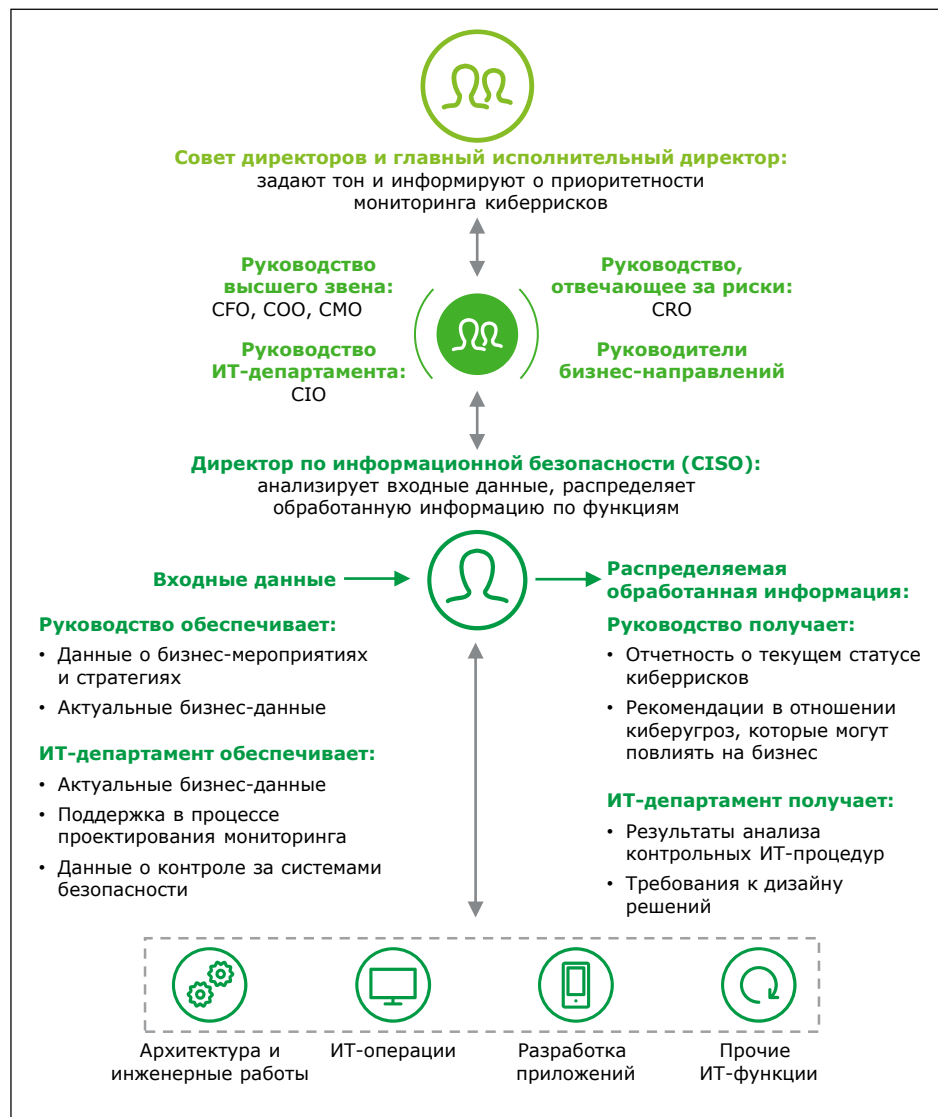 Совет директоров и главный исполнительный директор:
задают тон и информируют о приоритетности
мониторинга киберрисков
Руководство
высшего звена:
CFO, COO, CMO
Руководство
ИТ-департамента:
CIO
Руководство,
отвечающее за риски:
CRO
Руководители
бизнес-направлений
Директор по информационной безопасности (CISO):
анализирует входные данные, распределяет
обработанную информацию по функциям
Входные данные
Руководство обеспечивает:
• Данные о бизнес-мероприятиях
и стратегиях
• Актуальные бизнес-данные
ИТ-департамент обеспечивает:
• Актуальные бизнес-данные
• Поддержка в процессе
проектирования мониторинга
• Данные о контроле за системами
безопасности
Распределяемая
обработанная информация:
Руководство получает:
• Отчетность о текущем статусе
киберрисков
• Рекомендации в отношении
киберугроз, которые могут
повлиять на бизнес
ИТ-департамент получает:
• Результаты анализа
контрольных ИТ-процедур
• Требования к дизайну
решений
Архитектура и
инженерные работы
ИТ-операции
Разработка
приложений
Прочие
ИТ-функции